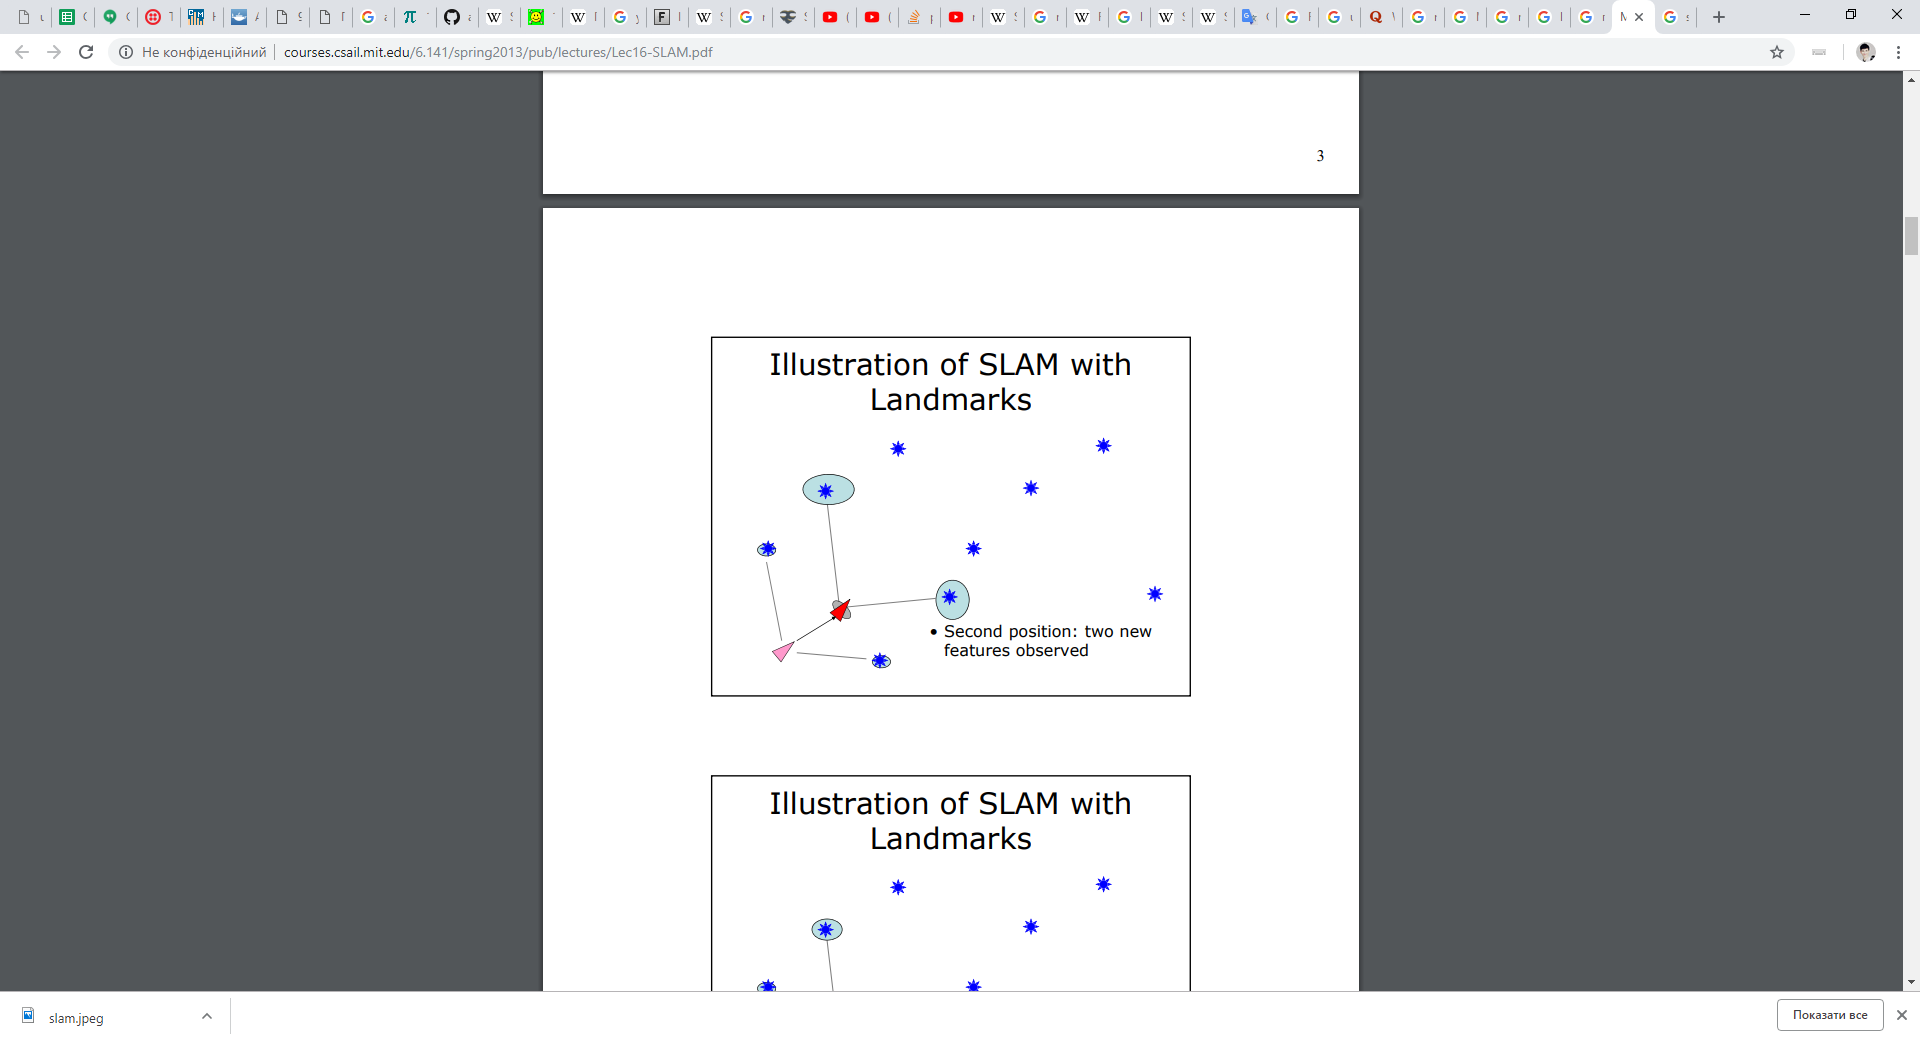 Не конфіденційний
courses.csail.mit.edu/6.141/spring2013/pub/lectures/Lec16-SLAM.pdf
3
Illustration of SLAM with
Landmarks
• Second position: two new
features observed
Illustration of SLAM with
Landmarks
slam.jpeg
Показати все